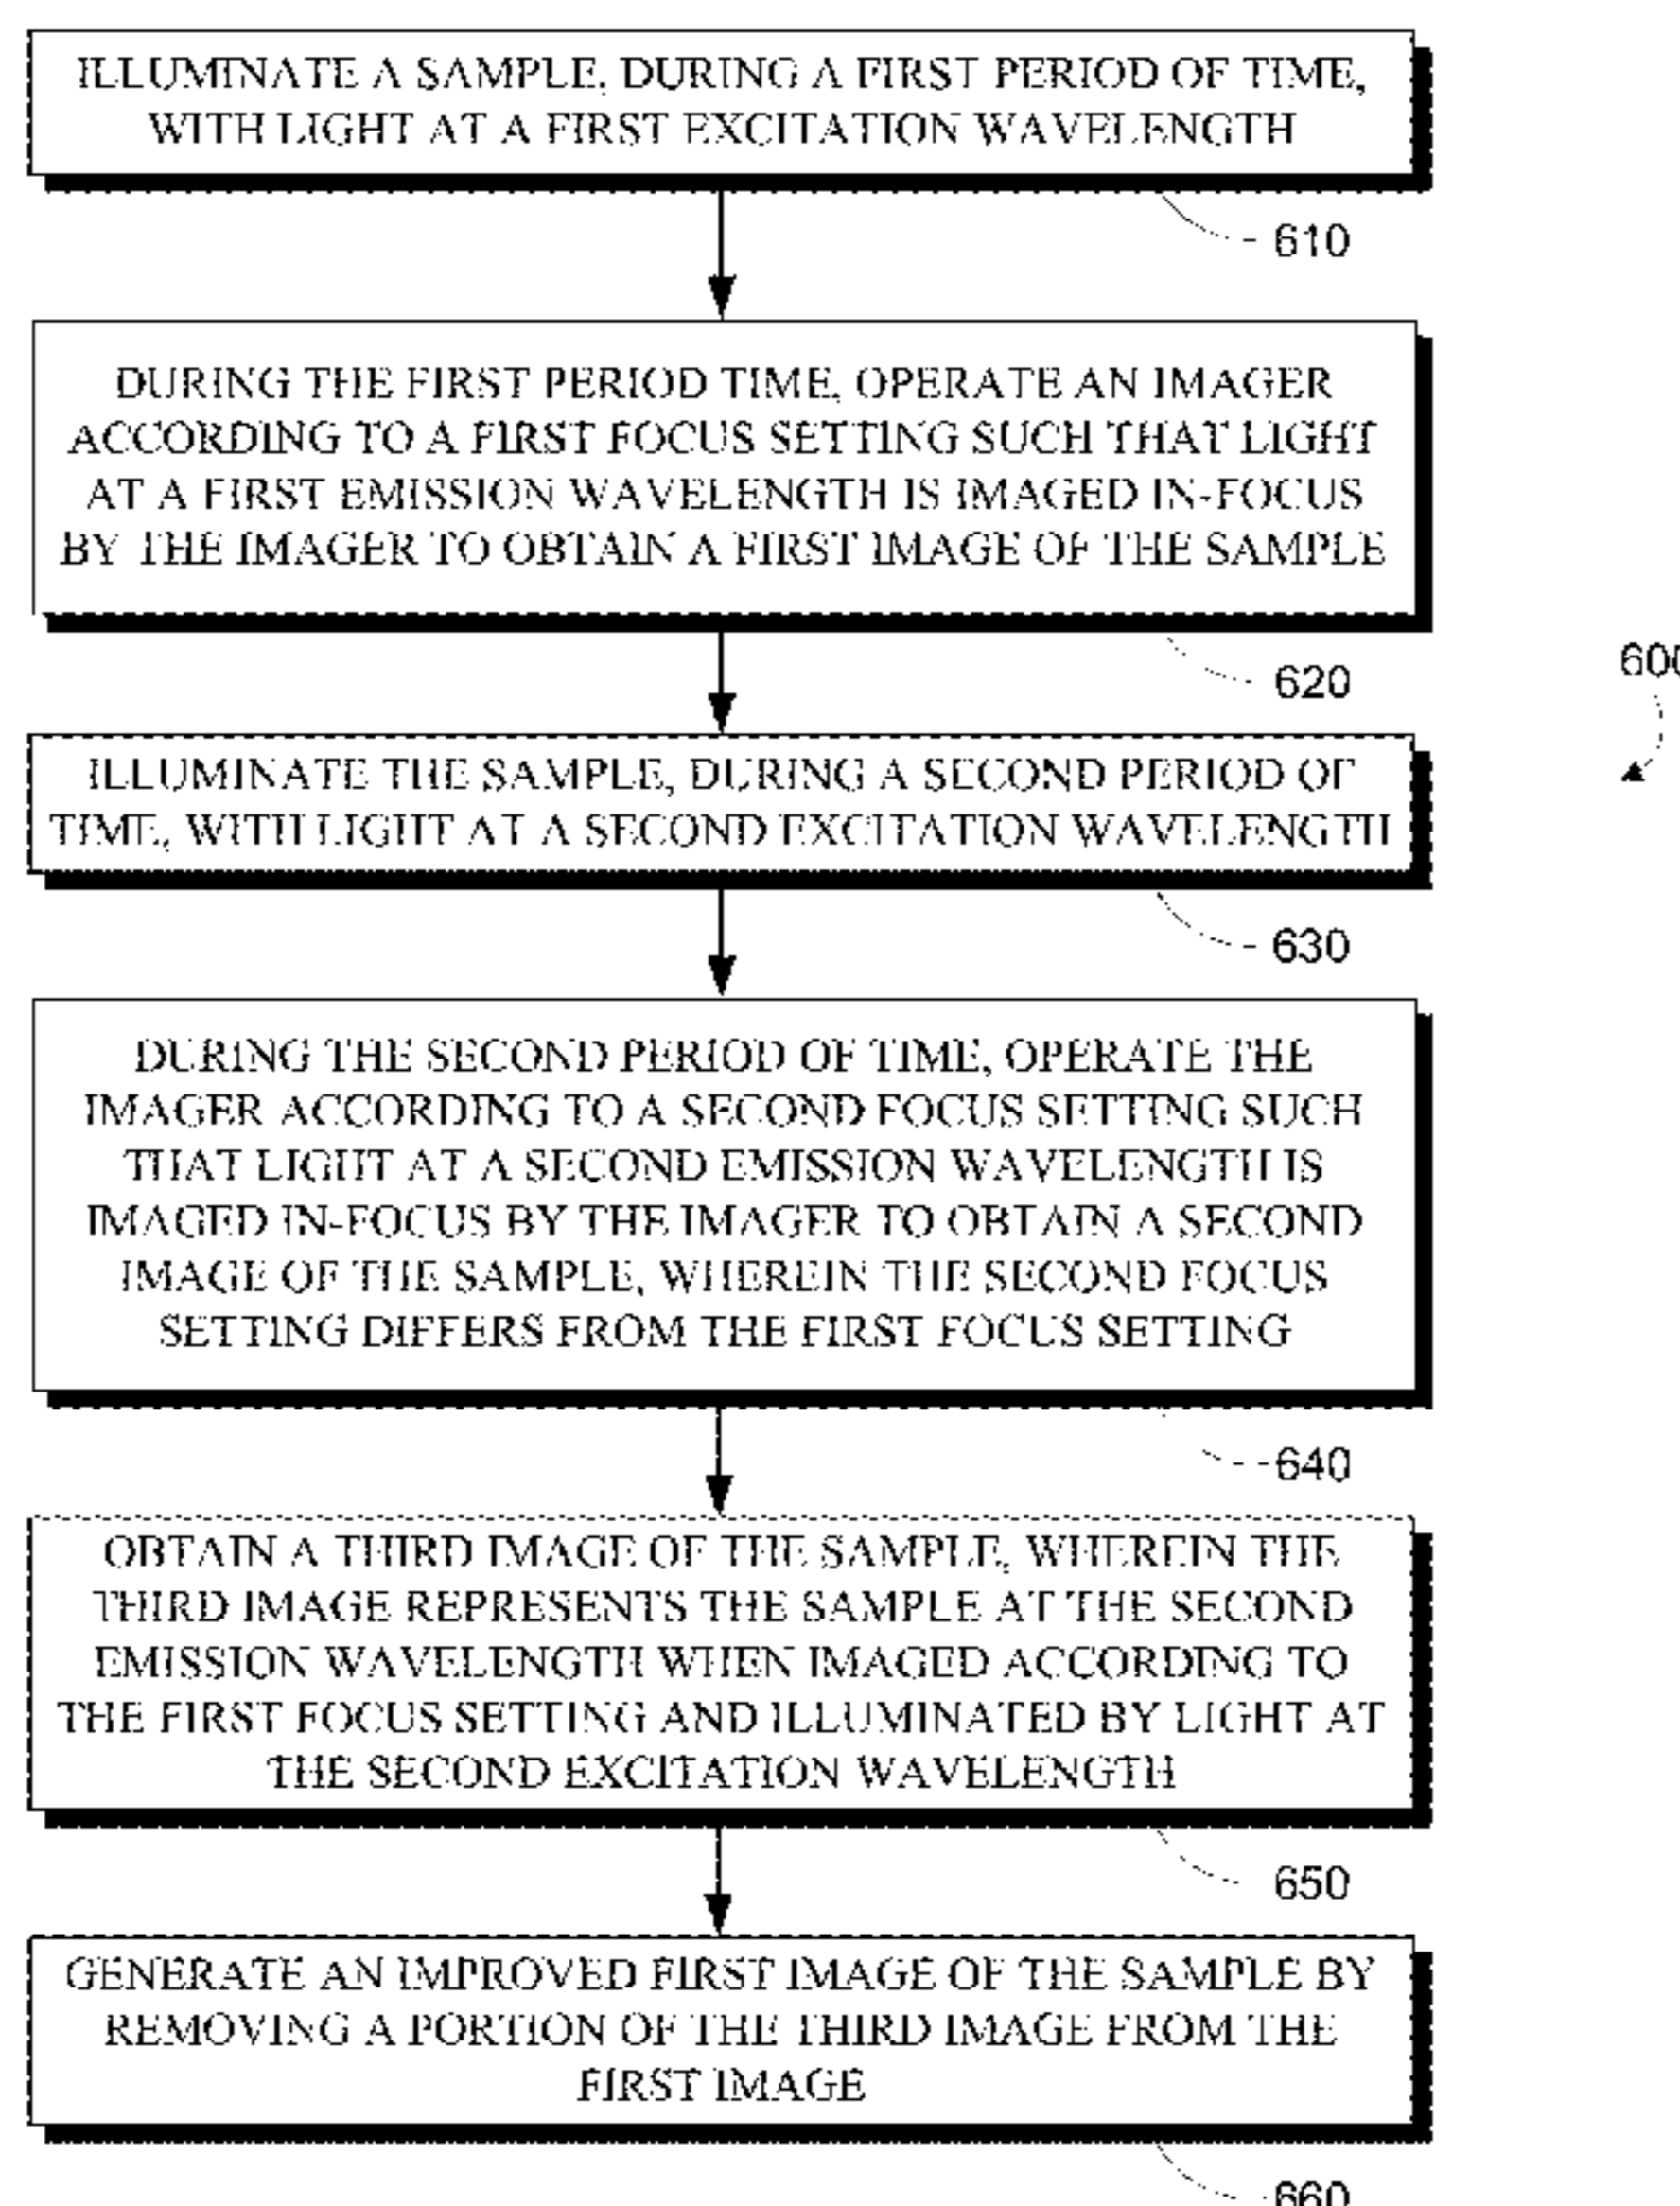 ILLUMINATE A SAMPLE, DURING A FIRST PERIOD OF TIME,
WITH LIGHT AT A FIRST EXCITATION WAVELENGTH
610
DURING THE FIRST PERIOD TIME, OPERATE AN IMAGER
ACCORDING TO A FIRST FOCUS SETTING SUCH THAT LIGHT
AT A FIRST EMISSION WAVELENGTH IS IMAGED IN-FOCUS
BY THE IMAGER TO OBTAIN A FIRST IMAGE OF THE SAMPLE
620
600
ILLUMINATE THE SAMPLE, DURING A SECOND PERIOD OF
TIME, WITH LIGHT AT A SECOND EXCITATION WAVELENGTH
630
DURING THE SECOND PERIOD OF TIME, OPERATE THE
IMAGER ACCORDING TO A SECOND FOCUS SETTING SUCH
THAT LIGHT AT A SECOND EMISSION WAVELENGTH IS
IMAGED IN-FOCUS BY THE IMAGER TO OBTAIN A SECOND
IMAGE OF THE SAMPLE, WHEREIN THE SECOND FOCUS
SETTING DIFFERS FROM THE FIRST FOCUS SETTING
640
OBTAIN A THIRD IMAGE OF THE SAMPLE, WHEREIN THE
THIRD IMAGE REPRESENTS THE SAMPLE AT THE SECOND
EMISSION WAVELENGTH WHEN IMAGED ACCORDING TO
THE FIRST FOCUS SETTING AND ILLUMINATED BY LIGHT AT
THE SECOND EXCITATION WAVELENGTH
650
GENERATE AN IMPROVED FIRST IMAGE OF THE SAMPLE BY
REMOVING A PORTION OF THE THIRD IMAGE FROM THE
FIRST IMAGE
660